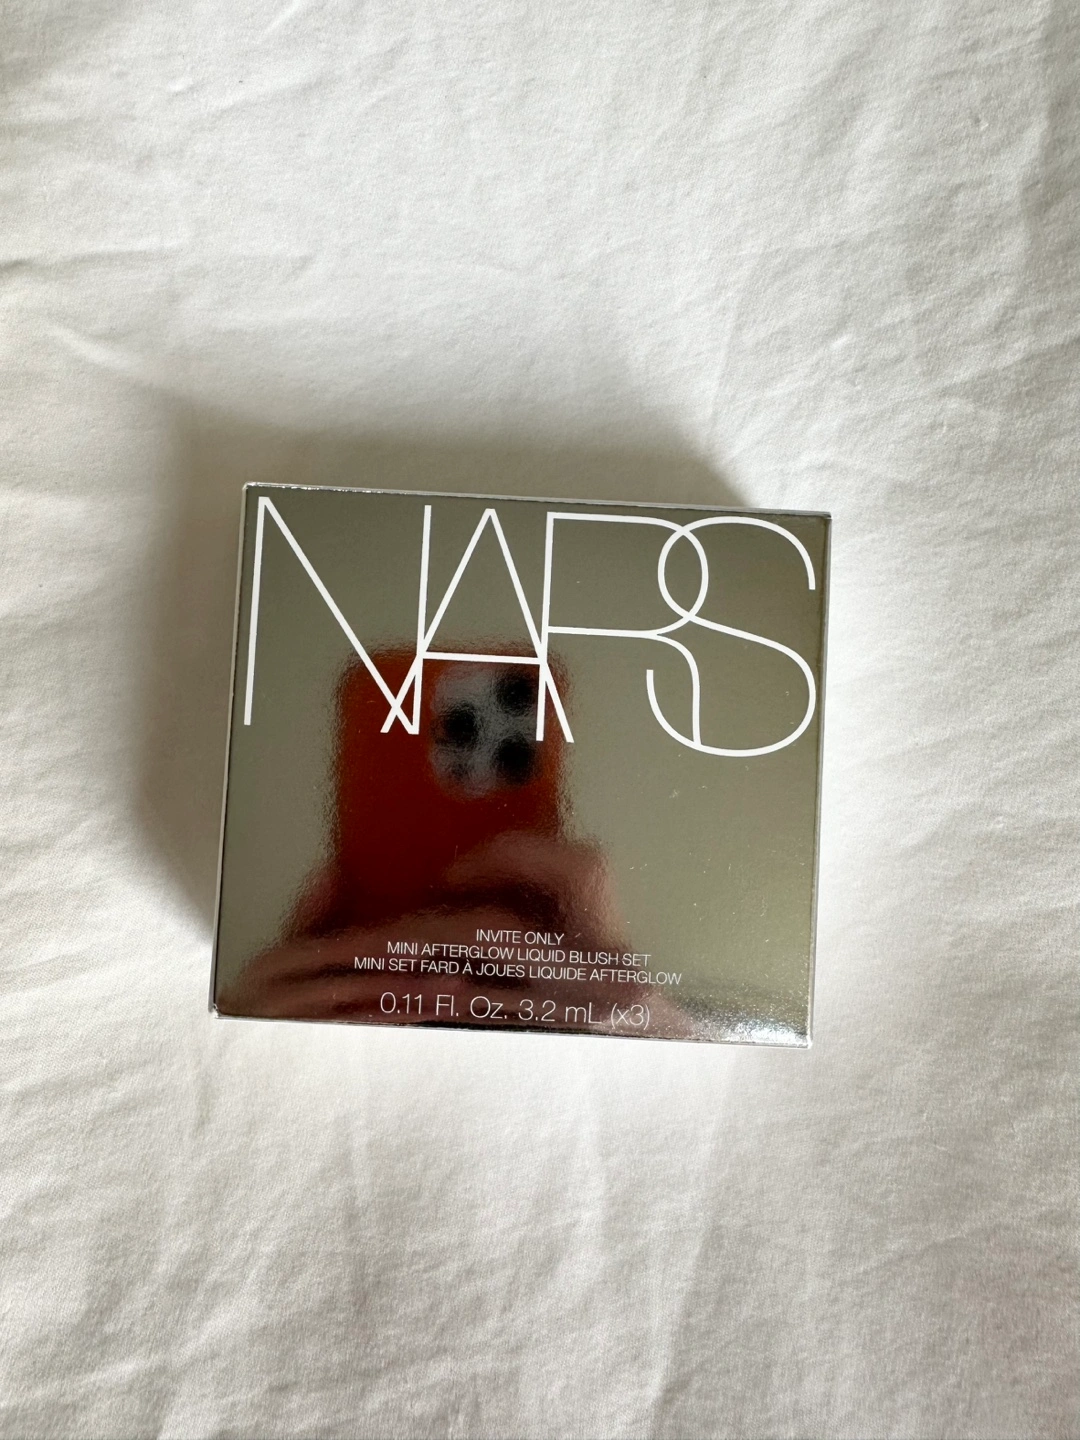 NARS
INVITE ONLY
MINI AFTERGLOW LIQUID BLUSH SET
MINI SET FARD À JOUES LIQUIDE AFTERGLOW
0.11 Fl. Oz. 3.2 mL (x3)